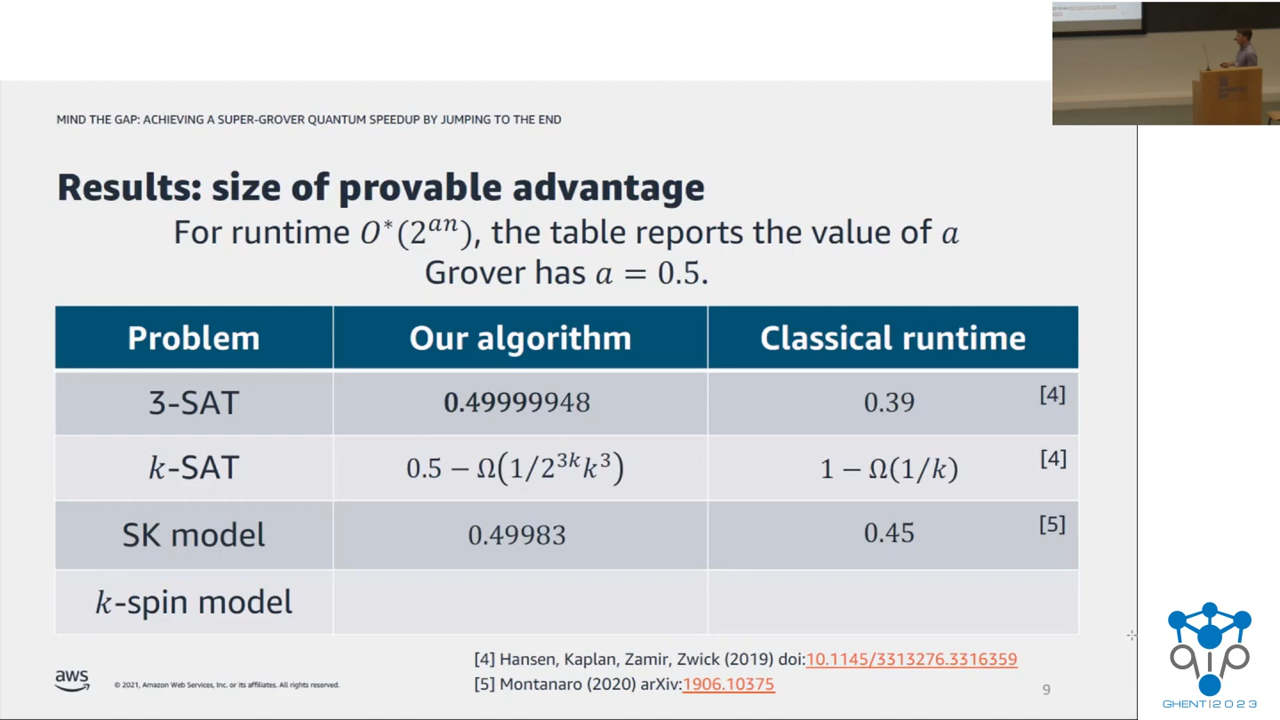 MIND THE GAP: ACHIEVING A SUPER-GROVER QUANTUM SPEEDUP BY JUMPING TO THE END
Results: size of provable advantage
For runtime O*(2^{an}), the table reports the value of a
Grover has a = 0.5.
Problem Our algorithm Classical runtime
3-SAT 0.49999948 0.39 [4]
k-SAT 0.5 − Ω(1/2^{3k}k^3) 1 − Ω(1/k) [4]
SK model 0.49983 0.45 [5]
k-spin model
[4] Hansen, Kaplan, Zamir, Zwick (2019) doi:10.1145/3313276.3316359
[5] Montanaro (2020) arXiv:1906.10375
aws © 2021, Amazon Web Services, Inc. or its affiliates. All rights reserved. 9
qip
GHENT|2023